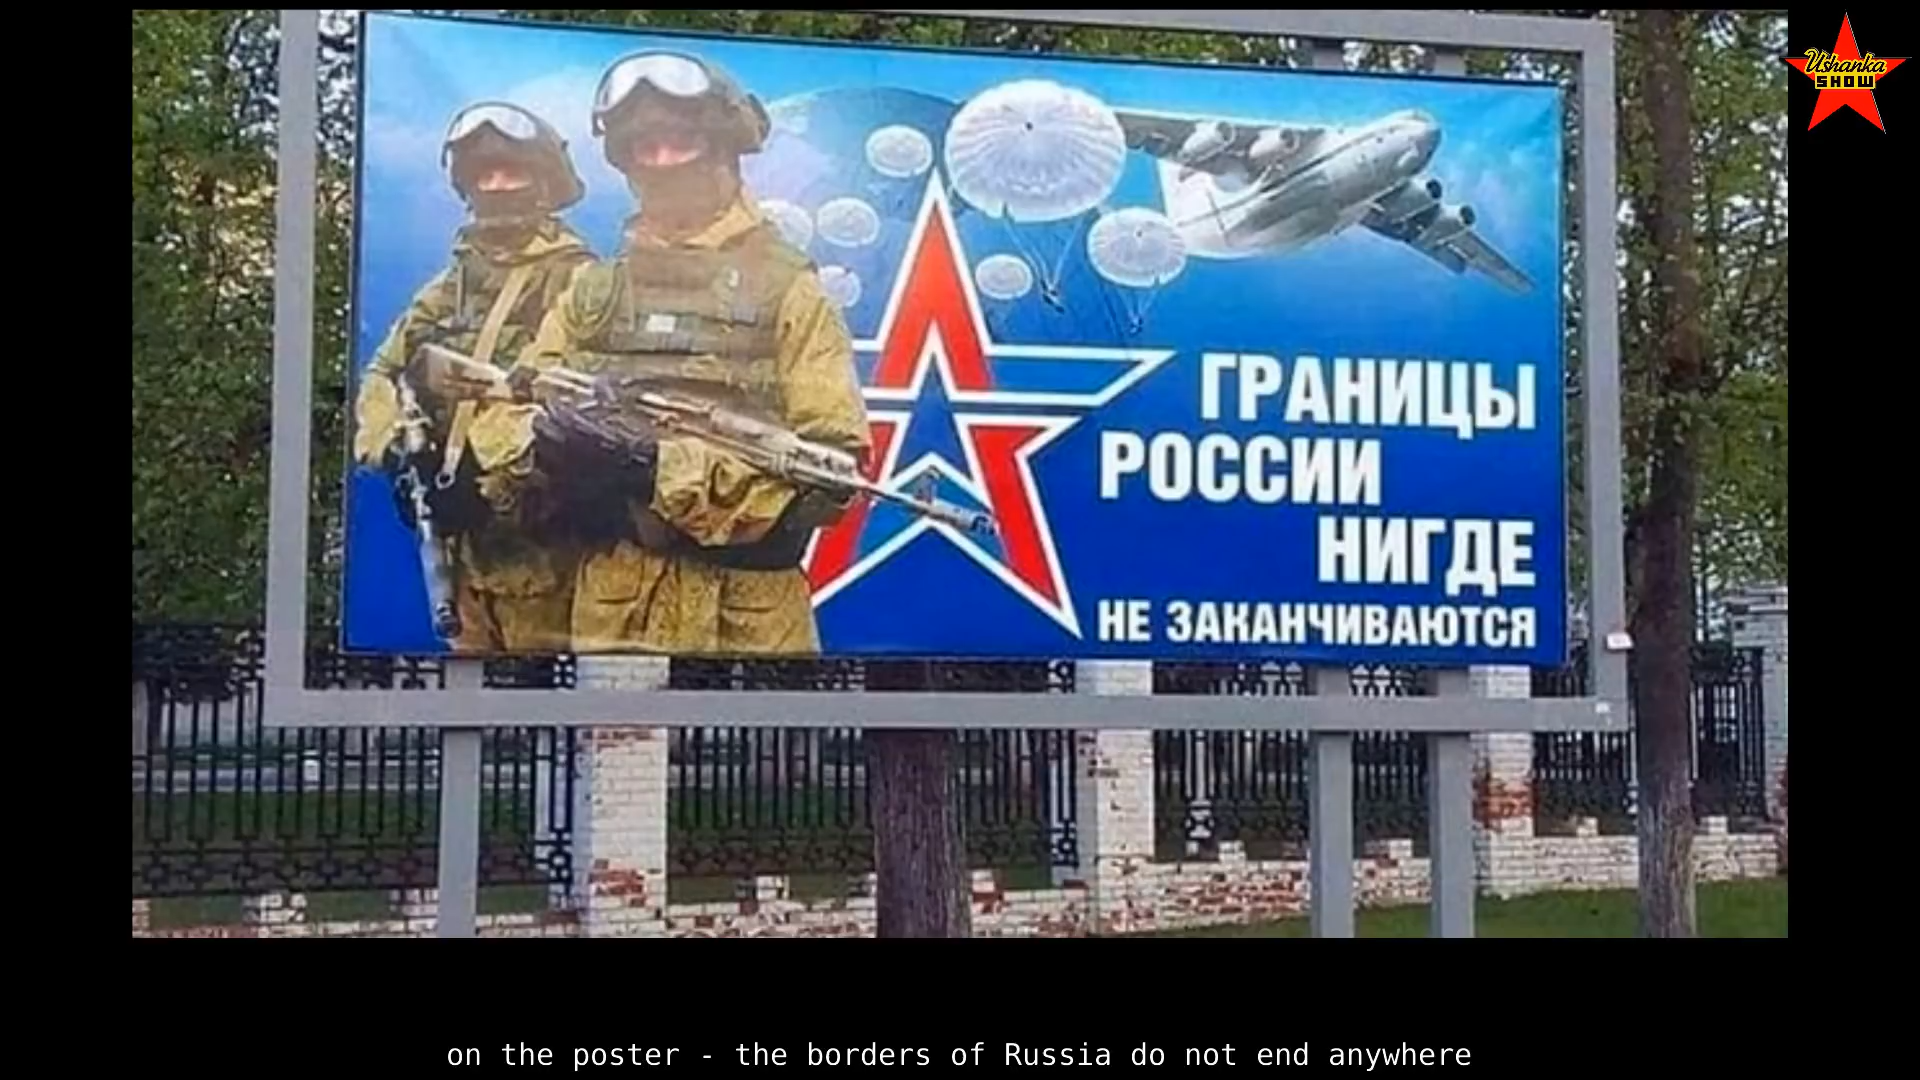 Ushanka
SHOW
ГРАНИЦЫ
РОССИИ
НИГДЕ
НЕ ЗАКАНЧИВАЮТСЯ
on the poster - the borders of Russia do not end anywhere